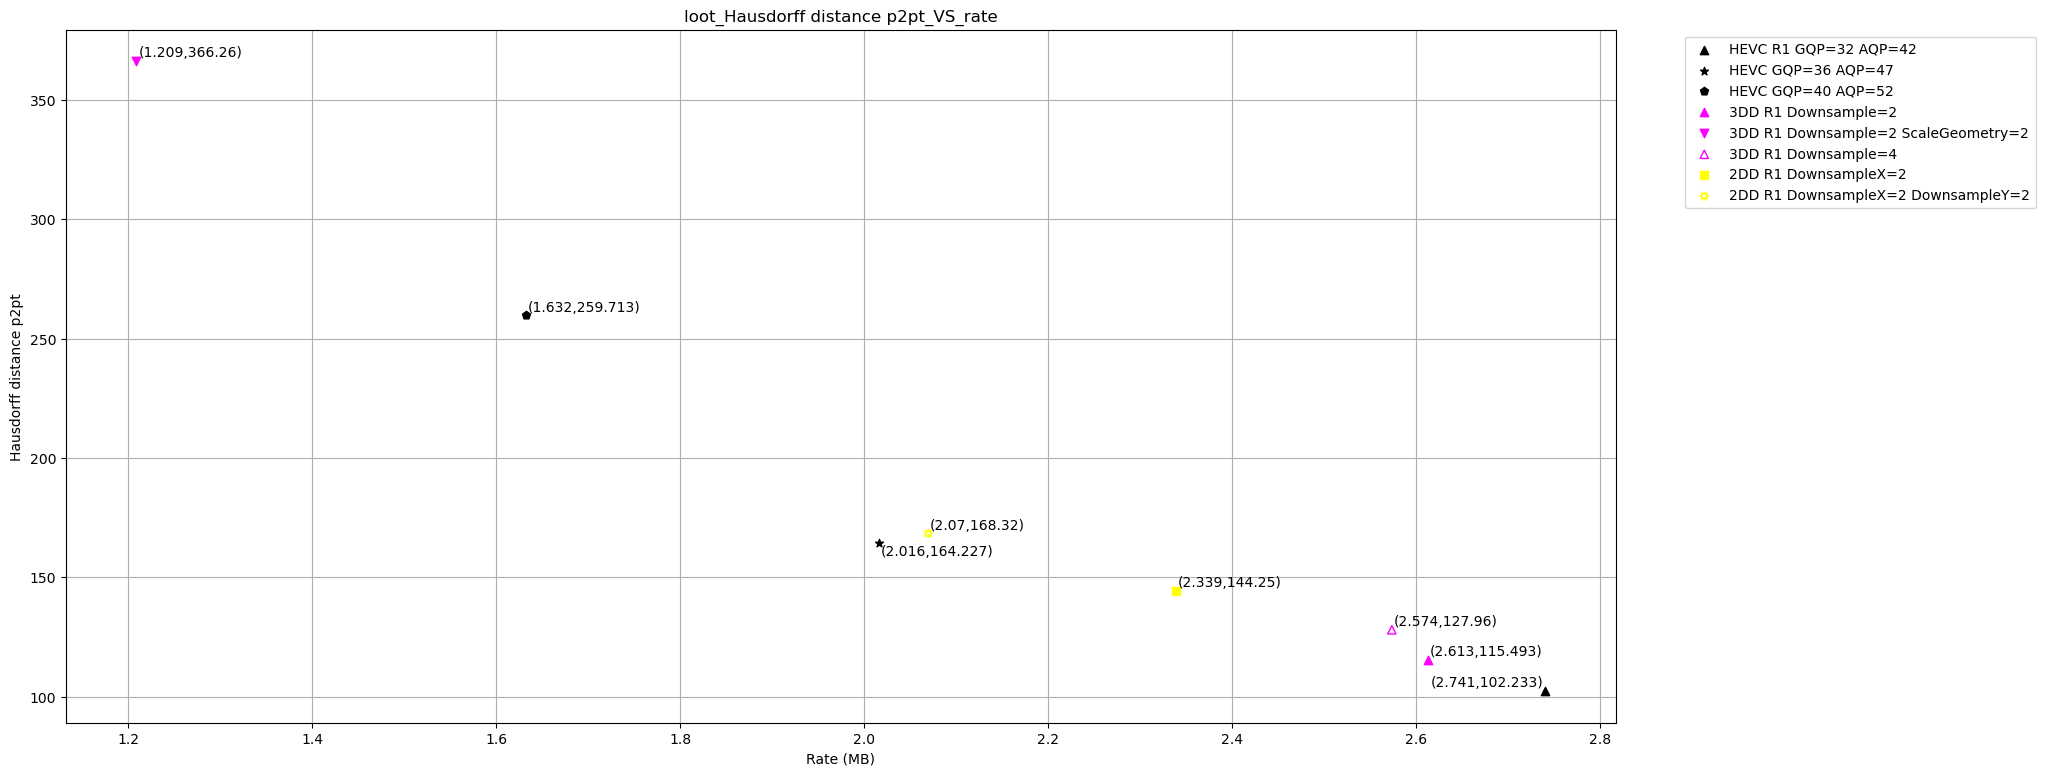 loot_Hausdorff distance p2pt_VS_rate
(1.209,366.26)
(1.632,259.713)
(2.07,168.32)
(2.016,164.227)
(2.339,144.25)
(2.574,127.96)
(2.613,115.493)
(2.741,102.233)
350
300
250
200
150
100
Hausdorff distance p2pt
1.2
1.4
1.6
1.8
2.0
2.2
2.4
2.6
2.8
Rate (MB)
HEVC R1 GQP=32 AQP=42
HEVC GQP=36 AQP=47
HEVC GQP=40 AQP=52
3DD R1 Downsample=2
3DD R1 Downsample=2 ScaleGeometry=2
3DD R1 Downsample=4
2DD R1 DownsampleX=2
2DD R1 DownsampleX=2 DownsampleY=2